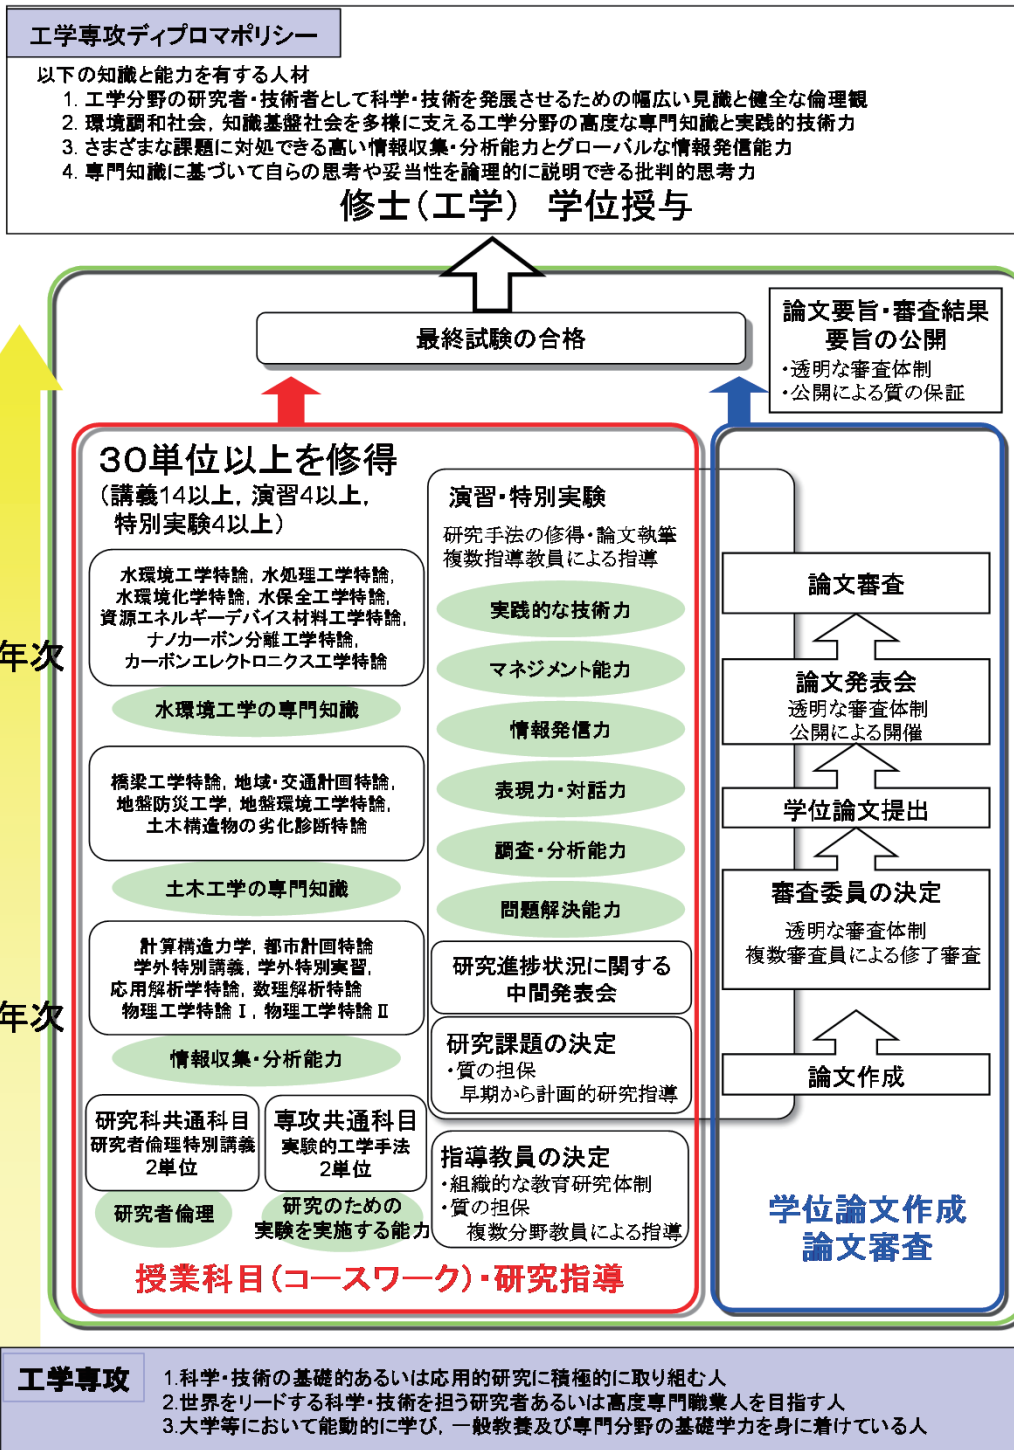 工学専攻ディプロマポリシー
以下の知識と能力を有する人材
1. 工学分野の研究者・技術者として科学・技術を発展させるための幅広い見識と健全な倫理観
2. 環境調和社会，知識基盤社会を多様に支える工学分野の高度な専門知識と実践的技術力
3. さまざまな課題に対処できる高い情報収集・分析能力とグローバルな情報発信能力
4. 専門知識に基づいて自らの思考や妥当性を論理的に説明できる批判的思考力
修士（工学） 学位授与
最終試験の合格
論文要旨・審査結果
要旨の公開
・透明な審査体制
・公開による質の保証
年次
年次
30単位以上を修得
（講義14以上，演習4以上，
特別実験4以上）
水環境工学特論，水処理工学特論，
水環境化学特論，水保全工学特論，
資源エネルギーデバイス材料工学特論，
ナノカーボン分離工学特論，
カーボンエレクトロニクス工学特論
水環境工学の専門知識
橋梁工学特論，地域・交通計画特論，
地盤防災工学，地盤環境工学特論，
土木構造物の劣化診断特論
土木工学の専門知識
計算構造力学，都市計画特論
学外特別講義，学外特別実習，
応用解析学特論，数理解析特論
物理工学特論Ⅰ，物理工学特論Ⅱ
情報収集・分析能力
研究科共通科目
研究者倫理特別講義
2単位
研究者倫理
専攻共通科目
実験的工学手法
2単位
研究のための
実験を実施する能力
演習・特別実験
研究手法の修得・論文執筆
複数指導教員による指導
実践的な技術力
マネジメント能力
情報発信力
表現力・対話力
調査・分析能力
問題解決能力
研究進捗状況に関する
中間発表会
研究課題の決定
・質の担保
早期から計画的研究指導
指導教員の決定
・組織的な教育研究体制
・質の担保
複数分野教員による指導
授業科目（コースワーク）・研究指導
論文審査
論文発表会
透明な審査体制
公開による開催
学位論文提出
審査委員の決定
透明な審査体制
複数審査員による修了審査
論文作成
学位論文作成
論文審査
工学専攻
1.科学・技術の基礎的あるいは応用的研究に積極的に取り組む人
2.世界をリードする科学・技術を担う研究者あるいは高度専門職業人を目指す人
3.大学等において能動的に学び，一般教養及び専門分野の基礎学力を身に着けている人